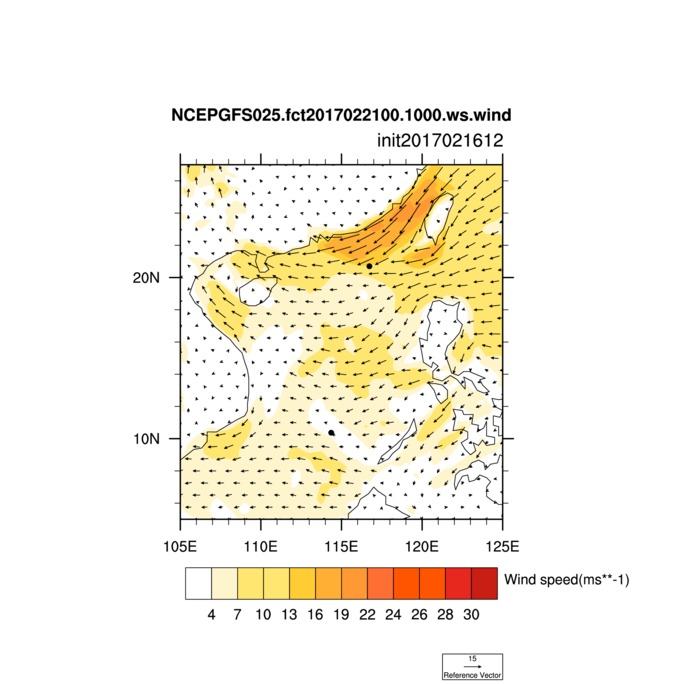 NCEPGFS025.fct2017022100.1000.ws.wind
init2017021612
20N
10N
105E 110E 115E 120E 125E
Wind speed(ms**-1)
4 7 10 13 16 19 22 24 26 28 30
15
Reference Vector